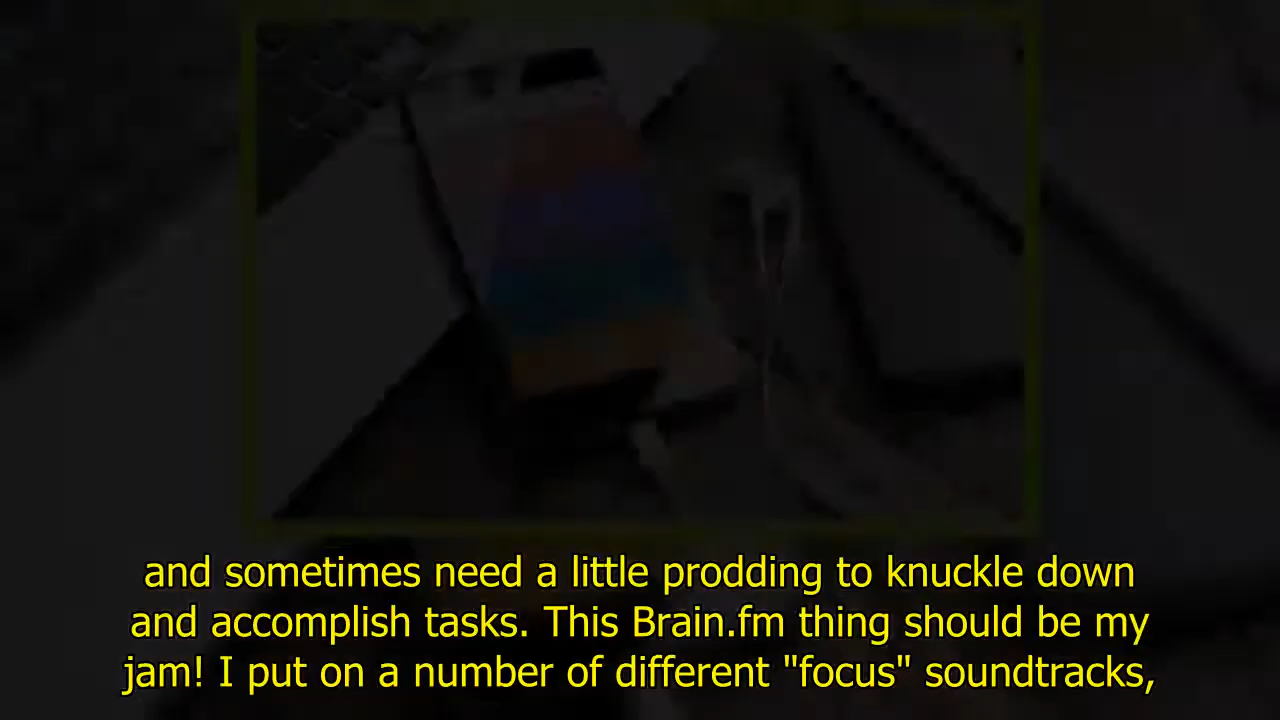 and sometimes need a little prodding to knuckle down
and accomplish tasks. This Brain.fm thing should be my
jam! I put on a number of different "focus" soundtracks,